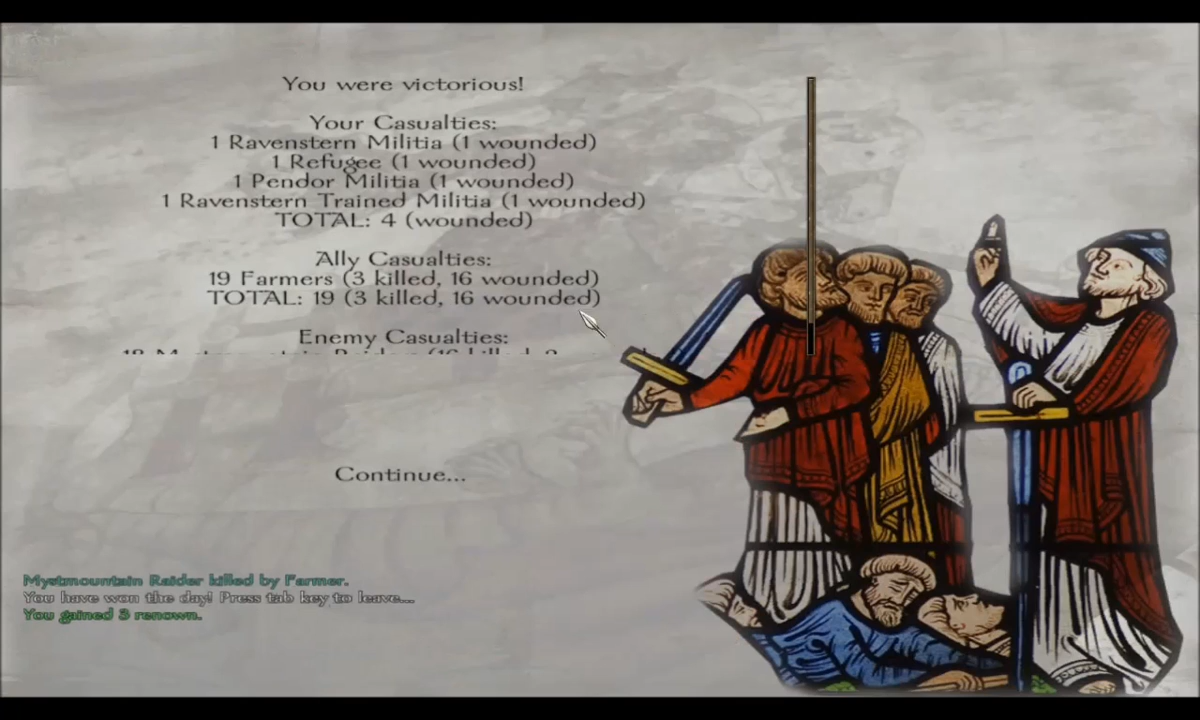 You were victorious!
Your Casualties:
1 Ravenstern Militia (1 wounded)
1 Refugee (1 wounded)
1 Pendor Militia (1 wounded)
1 Ravenstern Trained Militia (1 wounded)
TOTAL: 4 (wounded)
Ally Casualties:
19 Farmers (3 killed, 16 wounded)
TOTAL: 19 (3 killed, 16 wounded)
Enemy Casualties:
Continue...
Mystmountain Raider killed by Farmer.
You have won the day! Press tab key to leave...
You gained 3 renown.